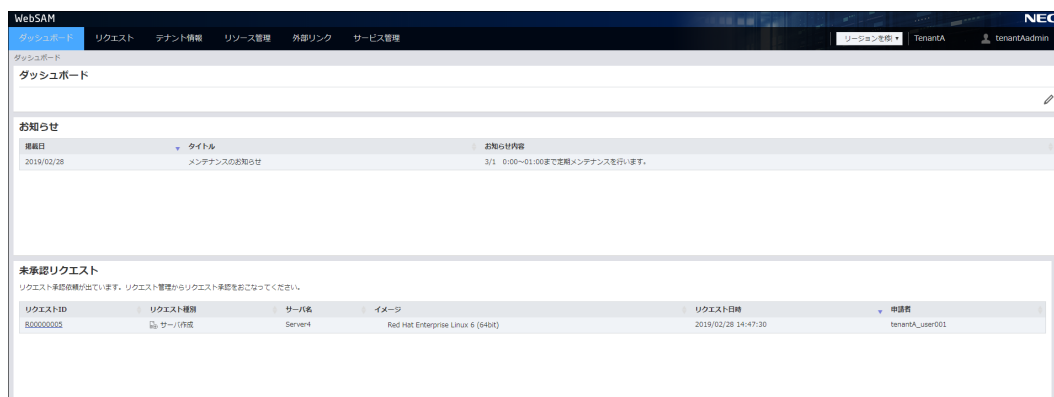 WebSAM NEC
ダッシュボード リクエスト テナント情報 リソース管理 外部リンク サービス管理 TenantA tenantAadmin
ダッシュボード
ダッシュボード
お知らせ
掲載日 タイトル お知らせ内容
2019/02/28 メンテナンスのお知らせ 3/1 0:00～01:00まで定期メンテナンスを行います。
未承認リクエスト
リクエスト承認依頼が出ています。リクエスト管理からリクエスト承認をおこなってください。
リクエストID リクエスト種別 サーバ名 イメージ リクエスト日時 申請者
R00000005 サーバ作成 Server4 Red Hat Enterprise Linux 6 (64bit) 2019/02/28 14:47:30 tenantA_user001